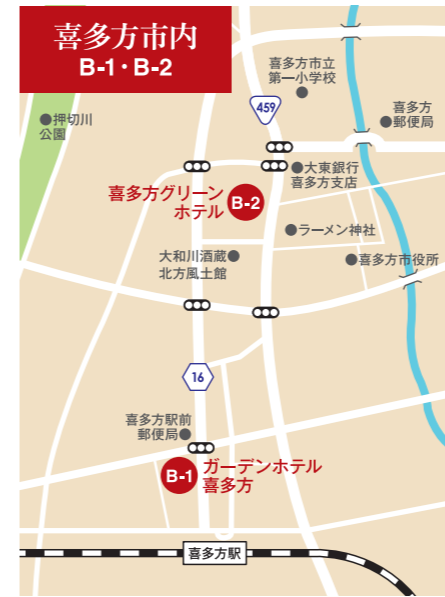 喜多方市内
B-1・B-2
喜多方市立
第一小学校
459
喜多方
郵便局
押切川
公園
大東銀行
喜多方支店
喜多方グリーン
ホテル
B-2
ラーメン神社
大和川酒蔵
北方風土館
喜多方市役所
16
喜多方駅前
郵便局
B-1
ガーデンホテル
喜多方
喜多方駅